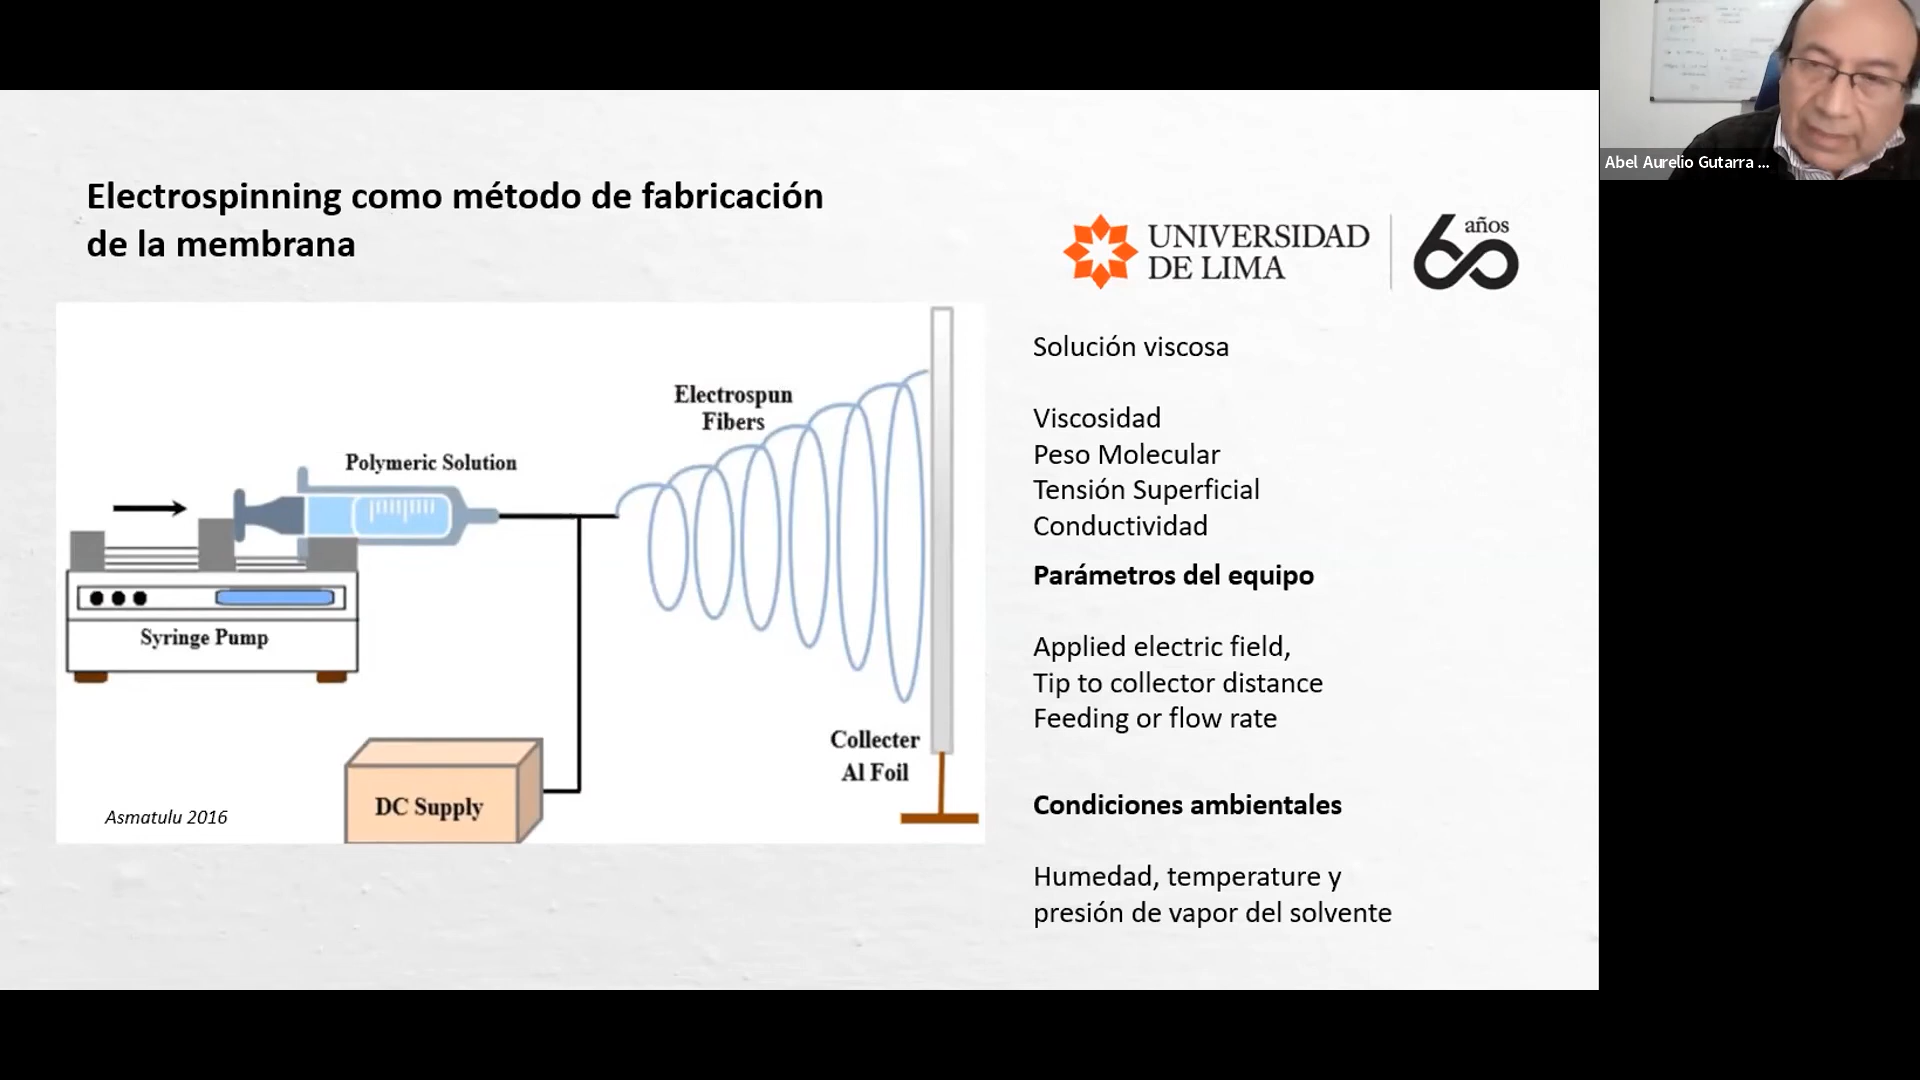 Abel Aurelio Gutarra ...
Electrospinning como método de fabricación
de la membrana
UNIVERSIDAD
DE LIMA
60
años
Electrospun
Fibers
Polymeric Solution
Syringe Pump
Collecter
Al Foil
DC Supply
Asmatulu 2016
Solución viscosa
Viscosidad
Peso Molecular
Tensión Superficial
Conductividad
Parámetros del equipo
Applied electric field,
Tip to collector distance
Feeding or flow rate
Condiciones ambientales
Humedad, temperature y
presión de vapor del solvente